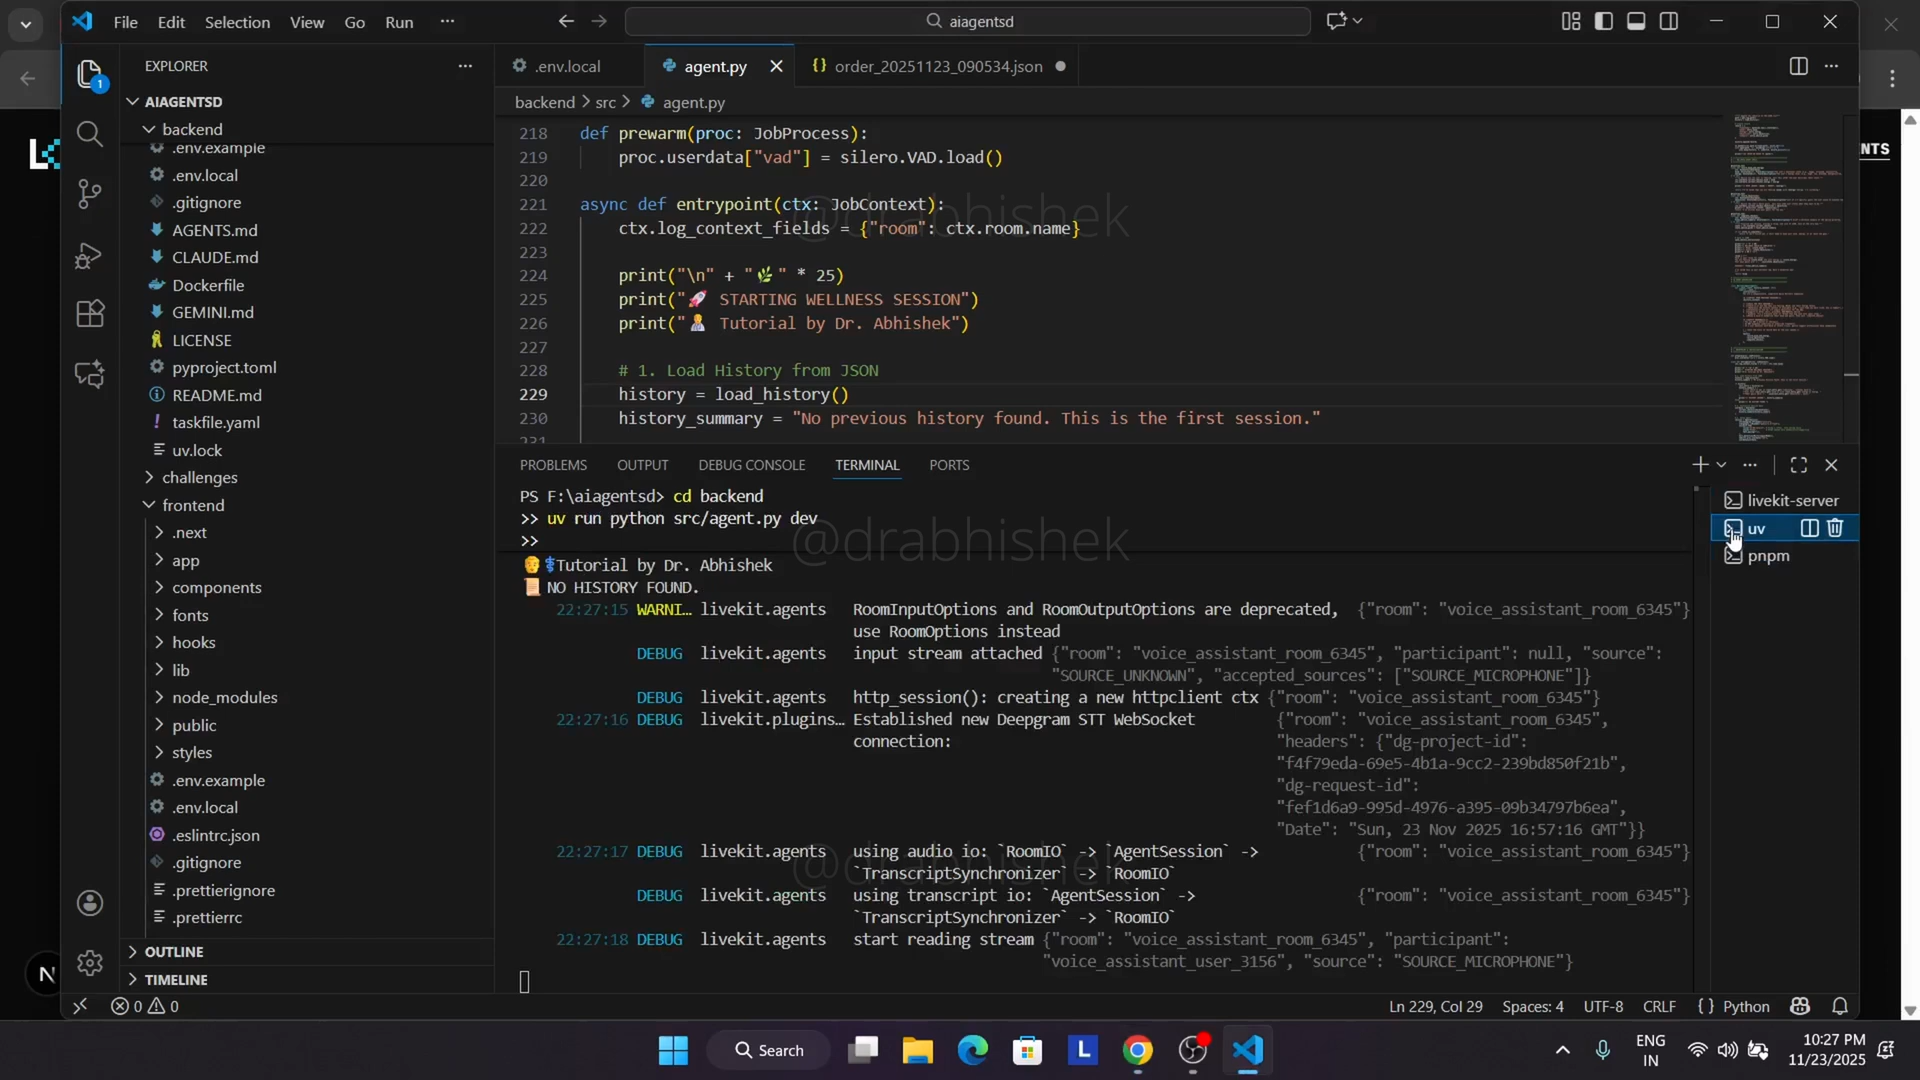 File Edit Selection View Go Run ···
aiagentsd
EXPLORER
AIAGENTSD
backend
.env.example
.env.local
.gitignore
AGENTS.md
CLAUDE.md
Dockerfile
GEMINI.md
LICENSE
pyproject.toml
README.md
taskfile.yaml
uv.lock
challenges
frontend
.next
app
components
fonts
hooks
lib
node_modules
public
styles
.env.example
.env.local
.eslintrc.json
.gitignore
.prettierignore
.prettierrc
OUTLINE
TIMELINE
.env.local agent.py order_20251123_090534.json
backend > src > agent.py
218 def prewarm(proc: JobProcess):
219 proc.userdata["vad"] = silero.VAD.load()
220
221 async def entrypoint(ctx: JobContext):
222 ctx.log_context_fields = {"room": ctx.room.name}
223
224 print("\n" + "🌿" * 25)
225 print("🚀 STARTING WELLNESS SESSION")
226 print("👨‍⚕️ Tutorial by Dr. Abhishek")
227
228 # 1. Load History from JSON
229 history = load_history()
230 history_summary = "No previous history found. This is the first session."
231
@drabhishek
PROBLEMS OUTPUT DEBUG CONSOLE TERMINAL PORTS
PS F:\aiagentsd> cd backend
>> uv run python src/agent.py dev
>>
@drabhishek
Tutorial by Dr. Abhishek
📜 NO HISTORY FOUND.
22:27:15 WARNI… livekit.agents RoomInputOptions and RoomOutputOptions are deprecated, {"room": "voice_assistant_room_6345"}
use RoomOptions instead
DEBUG livekit.agents input stream attached {"room": "voice_assistant_room_6345", "participant": null, "source":
"SOURCE_UNKNOWN", "accepted_sources": ["SOURCE_MICROPHONE"]}
DEBUG livekit.agents http_session(): creating a new httpclient ctx {"room": "voice_assistant_room_6345"}
22:27:16 DEBUG livekit.plugins… Established new Deepgram STT WebSocket {"room": "voice_assistant_room_6345",
connection: "headers": {"dg-project-id":
"f4f79eda-69e5-4b1a-9cc2-239bd850f21b",
"dg-request-id":
"fef1d6a9-995d-4976-a395-09b34797b6ea",
"Date": "Sun, 23 Nov 2025 16:57:16 GMT"}}
22:27:17 DEBUG livekit.agents using audio io: `RoomIO` -> `AgentSession` -> {"room": "voice_assistant_room_6345"}
`TranscriptSynchronizer` -> `RoomIO`
@drabhishek
DEBUG livekit.agents using transcript io: `AgentSession` -> {"room": "voice_assistant_room_6345"}
`TranscriptSynchronizer` -> `RoomIO`
22:27:18 DEBUG livekit.agents start reading stream {"room": "voice_assistant_room_6345", "participant":
"voice_assistant_user_3156", "source": "SOURCE_MICROPHONE"}
livekit-server
uv
pnpm
NTS
1
0 0
Ln 229, Col 29 Spaces: 4 UTF-8 CRLF { } Python
Search
ENG
IN
10:27 PM
11/23/2025